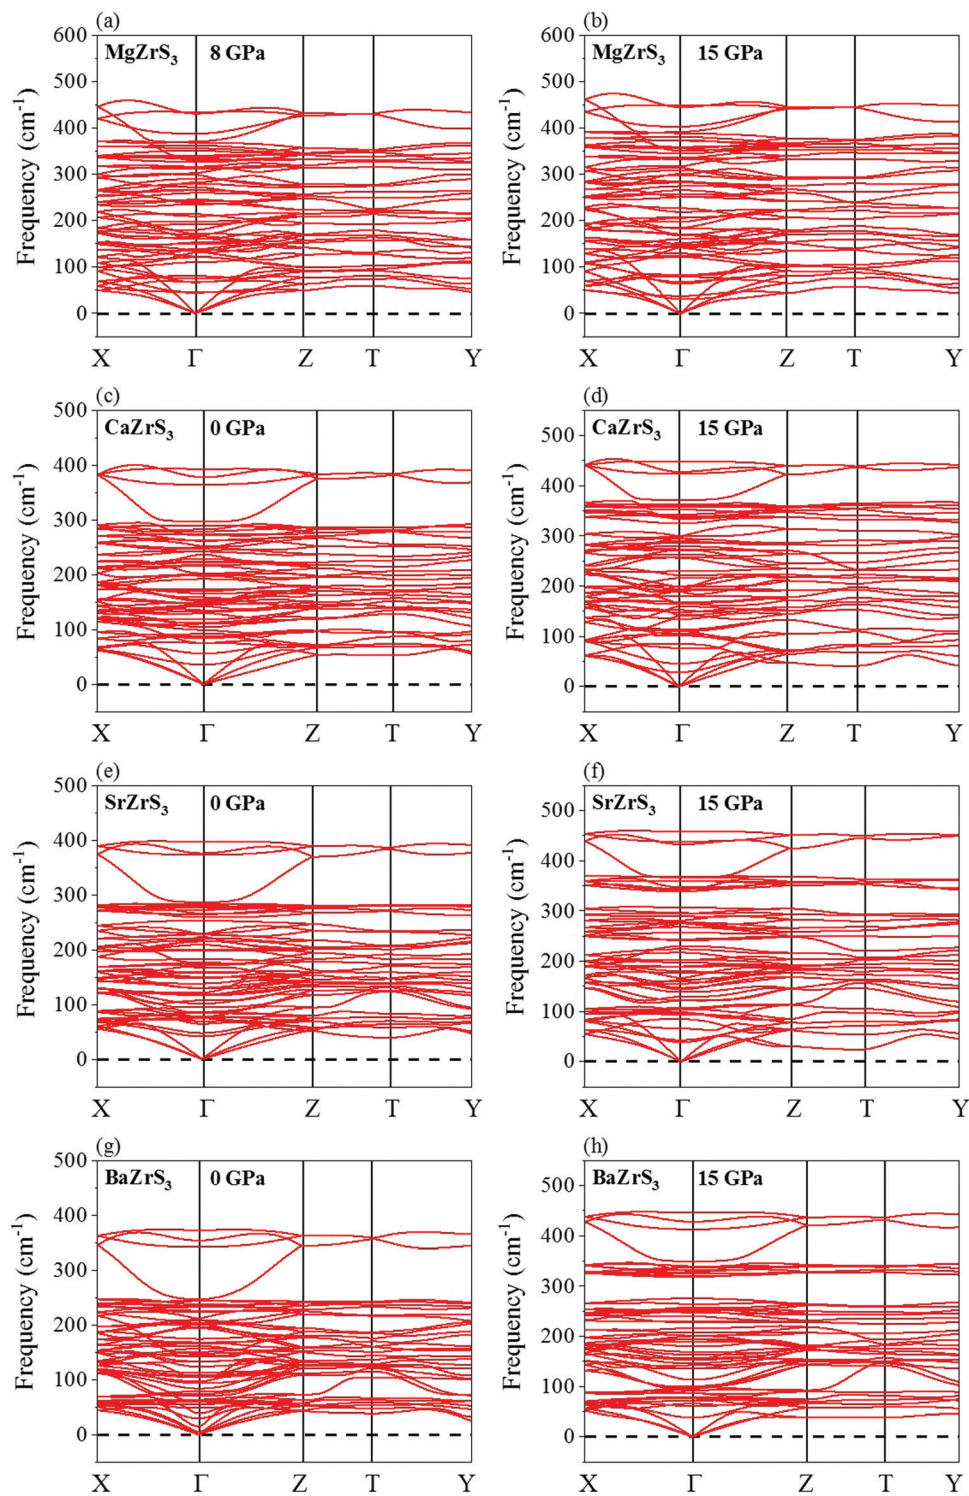 (a)
MgZrS3 8 GPa
600
500
400
300
200
100
0
Frequency (cm-1)
X Γ Z T Y
(b)
MgZrS3 15 GPa
600
500
400
300
200
100
0
Frequency (cm-1)
X Γ Z T Y
(c)
CaZrS3 0 GPa
500
400
300
200
100
0
Frequency (cm-1)
X Γ Z T Y
(d)
CaZrS3 15 GPa
500
400
300
200
100
0
Frequency (cm-1)
X Γ Z T Y
(e)
SrZrS3 0 GPa
500
400
300
200
100
0
Frequency (cm-1)
X Γ Z T Y
(f)
SrZrS3 15 GPa
500
400
300
200
100
0
Frequency (cm-1)
X Γ Z T Y
(g)
BaZrS3 0 GPa
500
400
300
200
100
0
Frequency (cm-1)
X Γ Z T Y
(h)
BaZrS3 15 GPa
500
400
300
200
100
0
Frequency (cm-1)
X Γ Z T Y